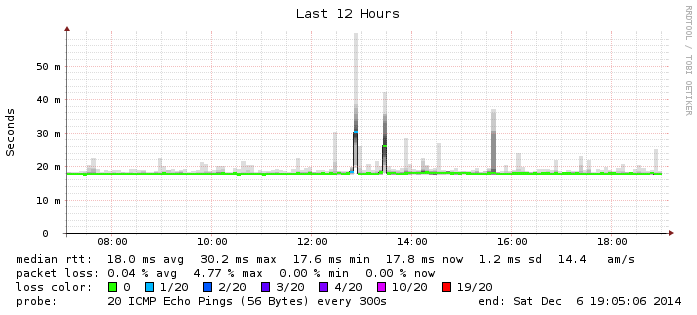 Last 12 Hours
RRDTOOL / TOBI OETIKER
Seconds
50 m
40 m
30 m
20 m
10 m
0
08:00 10:00 12:00 14:00 16:00 18:00
median rtt: 18.0 ms avg 30.2 ms max 17.6 ms min 17.8 ms now 1.2 ms sd 14.4 am/s
packet loss: 0.04 % avg 4.77 % max 0.00 % min 0.00 % now
loss color: 0 1/20 2/20 3/20 4/20 10/20 19/20
probe: 20 ICMP Echo Pings (56 Bytes) every 300s end: Sat Dec 6 19:05:06 2014